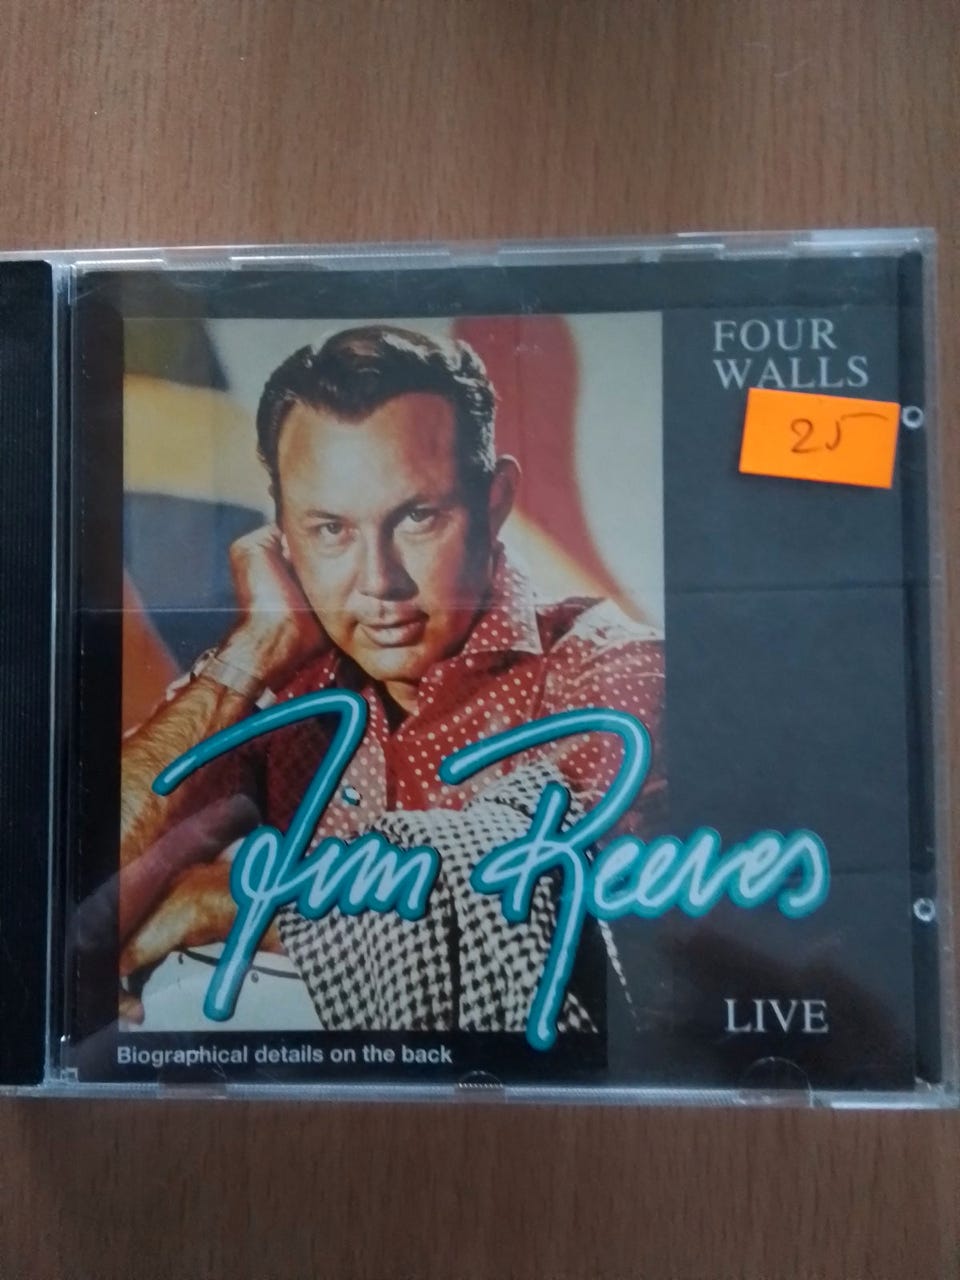 FOUR
WALLS
25
Jim Reeves
LIVE
Biographical details on the back